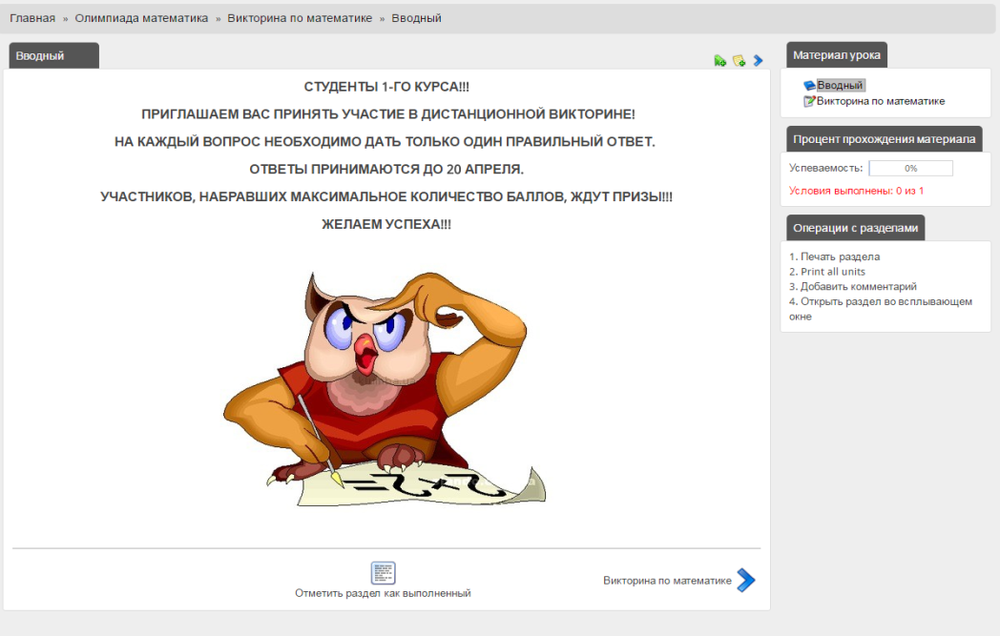 Главная » Олимпиада математика » Викторина по математике » Вводный
Вводный
СТУДЕНТЫ 1-ГО КУРСА!!!
ПРИГЛАШАЕМ ВАС ПРИНЯТЬ УЧАСТИЕ В ДИСТАНЦИОННОЙ ВИКТОРИНЕ!
НА КАЖДЫЙ ВОПРОС НЕОБХОДИМО ДАТЬ ТОЛЬКО ОДИН ПРАВИЛЬНЫЙ ОТВЕТ.
ОТВЕТЫ ПРИНИМАЮТСЯ ДО 20 АПРЕЛЯ.
УЧАСТНИКОВ, НАБРАВШИХ МАКСИМАЛЬНОЕ КОЛИЧЕСТВО БАЛЛОВ, ЖДУТ ПРИЗЫ!!!
ЖЕЛАЕМ УСПЕХА!!!
=2+2
Отметить раздел как выполненный
Викторина по математике
Материал урока
Вводный
Викторина по математике
Процент прохождения материала
Успеваемость: 0%
Условия выполнены: 0 из 1
Операции с разделами
1. Печать раздела
2. Print all units
3. Добавить комментарий
4. Открыть раздел во всплывающем
окне